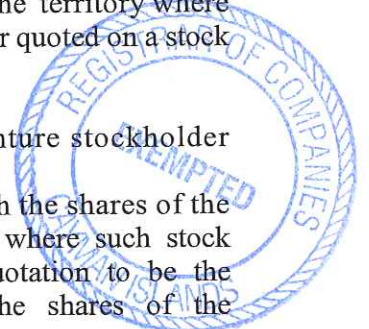 the territory where
r quoted on a stock
nture stockholder
h the shares of the
where such stock
uotation to be the
he shares of the
REGISTRAR OF COMPANIES
EXEMPTED
CAYMAN ISLANDS